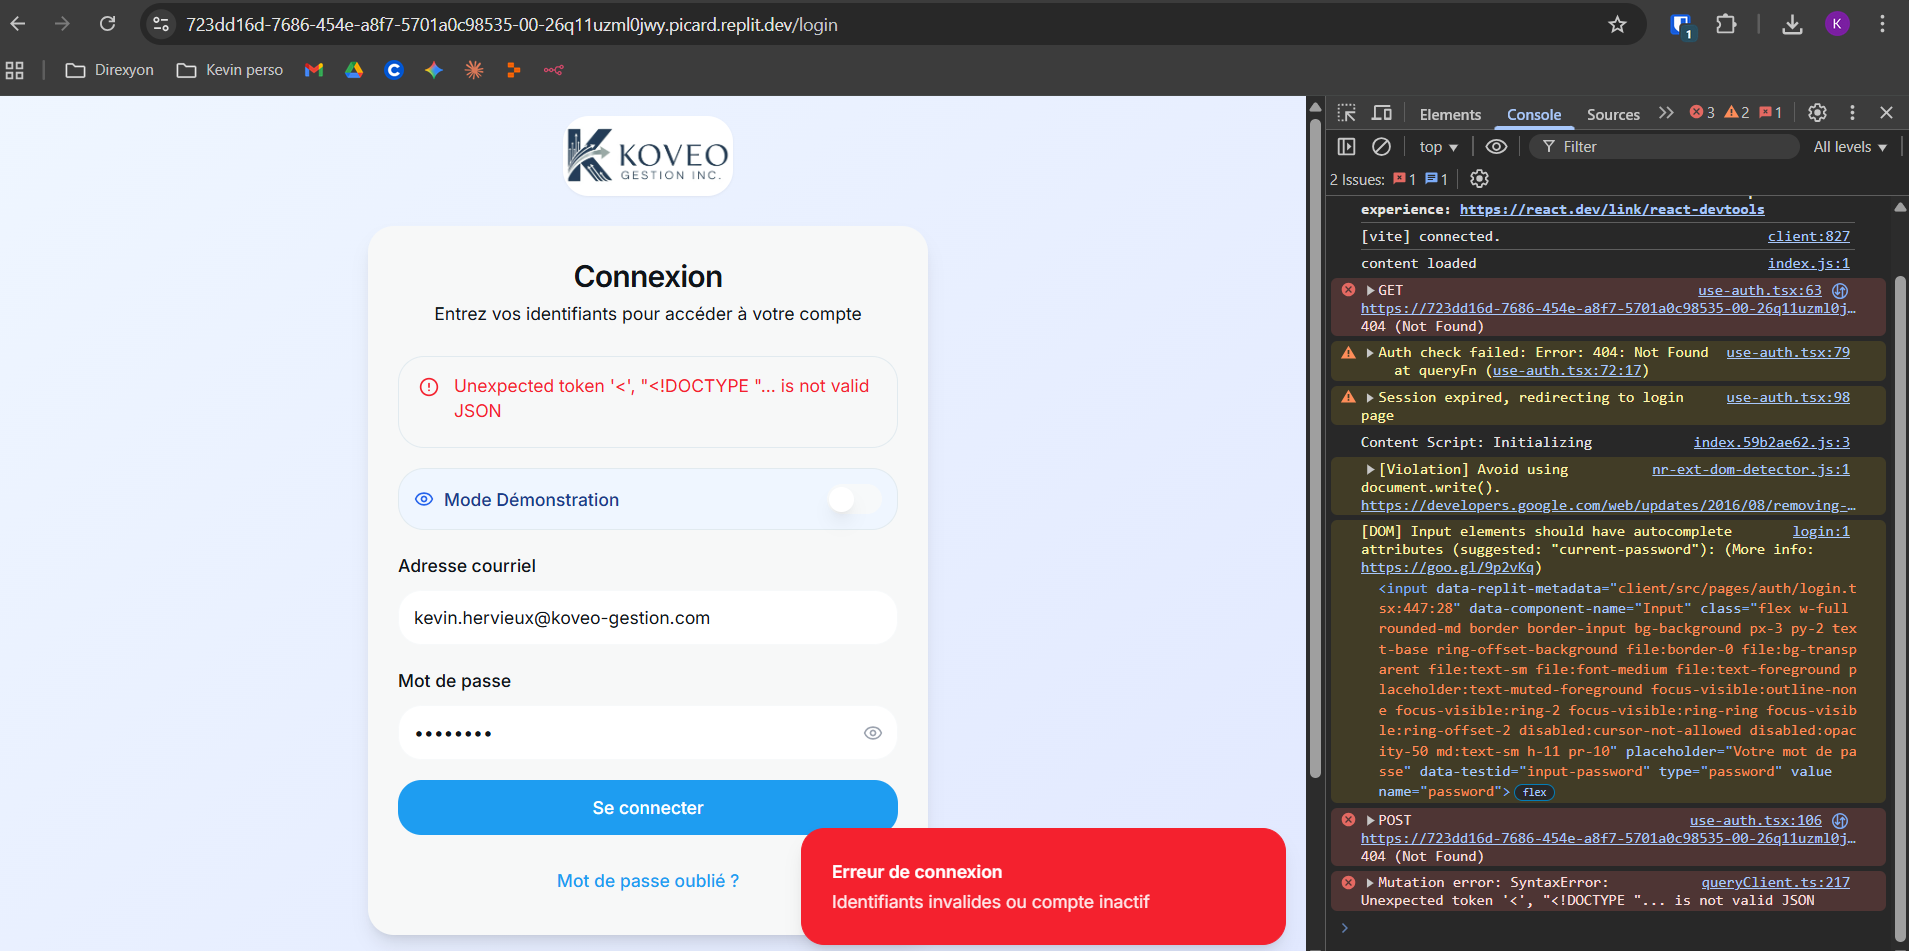 723dd16d-7686-454e-a8f7-5701a0c98535-00-26q11uzml0jwy.picard.replit.dev/login
1
K
Direxyon
Kevin perso
KOVEO
GESTION INC.
Connexion
Entrez vos identifiants pour accéder à votre compte
Unexpected token '<', "<!DOCTYPE "... is not valid
JSON
Mode Démonstration
Adresse courriel
kevin.hervieux@koveo-gestion.com
Mot de passe
••••••••
Se connecter
Mot de passe oublié ?
Erreur de connexion
Identifiants invalides ou compte inactif
Elements Console Sources 3 2 1
top Filter All levels
2 Issues: 1 1
experience: https://react.dev/link/react-devtools
[vite] connected. client:827
content loaded index.js:1
GET use-auth.tsx:63
https://723dd16d-7686-454e-a8f7-5701a0c98535-00-26q11uzml0j…
404 (Not Found)
Auth check failed: Error: 404: Not Found use-auth.tsx:79
at queryFn (use-auth.tsx:72:17)
Session expired, redirecting to login use-auth.tsx:98
page
Content Script: Initializing index.59b2ae62.js:3
[Violation] Avoid using nr-ext-dom-detector.js:1
document.write().
https://developers.google.com/web/updates/2016/08/removing-…
[DOM] Input elements should have autocomplete login:1
attributes (suggested: "current-password"): (More info:
https://goo.gl/9p2vKq)
<input data-replit-metadata="client/src/pages/auth/login.t
sx:447:28" data-component-name="Input" class="flex w-full
rounded-md border border-input bg-background px-3 py-2 tex
t-base ring-offset-background file:border-0 file:bg-transp
arent file:text-sm file:font-medium file:text-foreground p
laceholder:text-muted-foreground focus-visible:outline-non
e focus-visible:ring-2 focus-visible:ring-ring focus-visib
le:ring-offset-2 disabled:cursor-not-allowed disabled:opac
ity-50 md:text-sm h-11 pr-10" placeholder="Votre mot de pa
sse" data-testid="input-password" type="password" value
name="password"> flex
POST use-auth.tsx:106
https://723dd16d-7686-454e-a8f7-5701a0c98535-00-26q11uzml0j…
404 (Not Found)
Mutation error: SyntaxError: queryClient.ts:217
Unexpected token '<', "<!DOCTYPE "... is not valid JSON